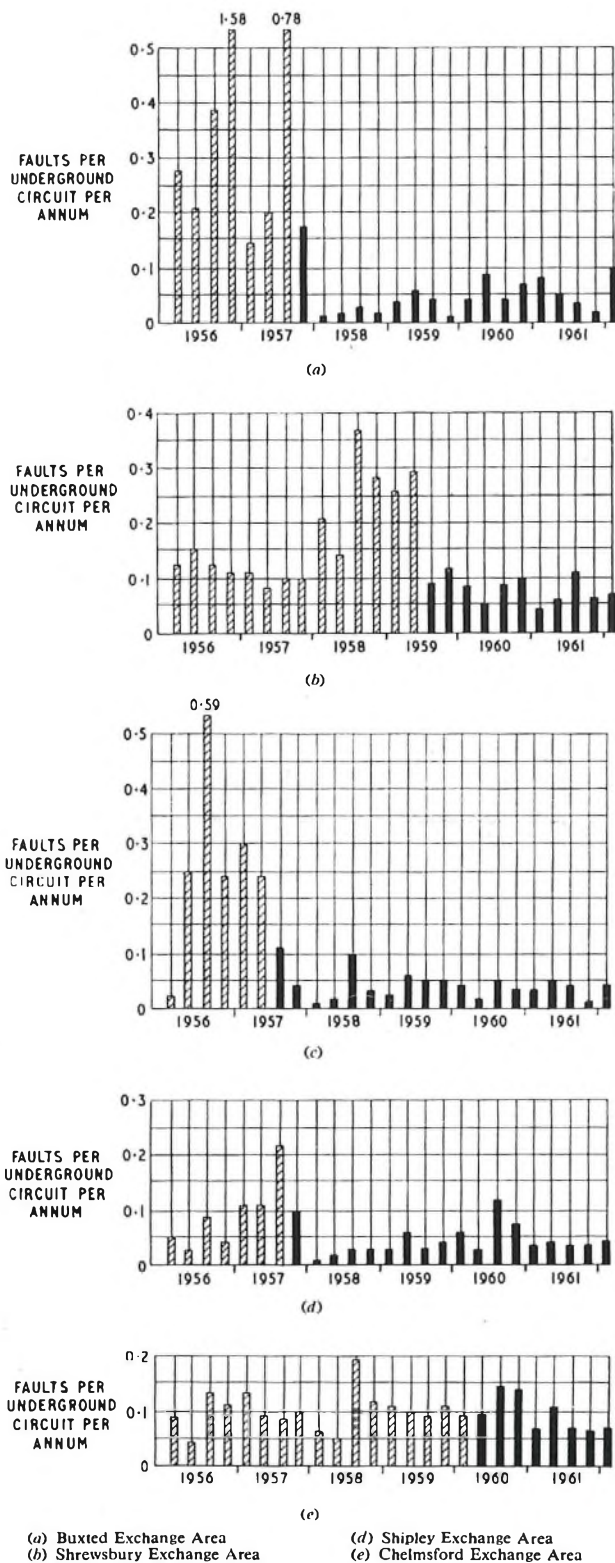 1·58 0·78
0·5
0·4
0·3
0·2
0·1
0
FAULTS PER
UNDERGROUND
CIRCUIT PER
ANNUM
1956 1957 1958 1959 1960 1961
(a)
0·4
0·3
0·2
0·1
0
FAULTS PER
UNDERGROUND
CIRCUIT PER
ANNUM
1956 1957 1958 1959 1960 1961
(b)
0·59
0·5
0·4
0·3
0·2
0·1
0
FAULTS PER
UNDERGROUND
CIRCUIT PER
ANNUM
1956 1957 1958 1959 1960 1961
(c)
0·3
0·2
0·1
0
FAULTS PER
UNDERGROUND
CIRCUIT PER
ANNUM
1956 1957 1958 1959 1960 1961
(d)
0·2
0·1
0
FAULTS PER
UNDERGROUND
CIRCUIT PER
ANNUM
1956 1957 1958 1959 1960 1961
(e)
(a) Buxted Exchange Area (d) Shipley Exchange Area
(b) Shrewsbury Exchange Area (e) Chelmsford Exchange Area